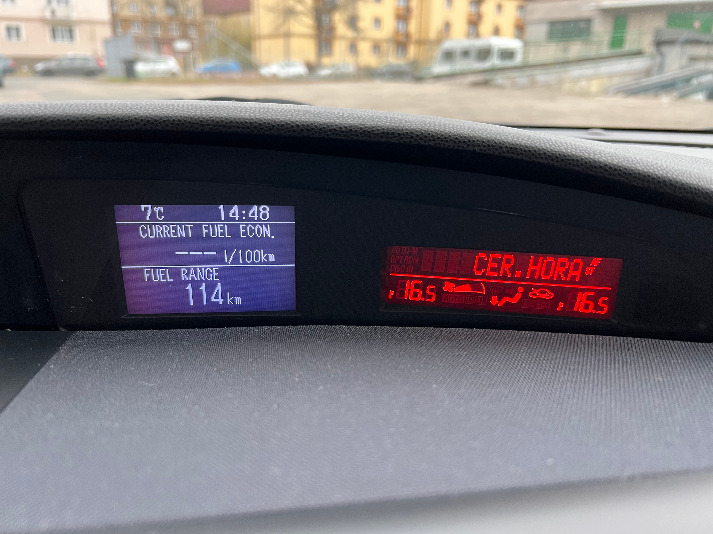 7℃ 14:48
CURRENT FUEL ECON.
--- l/100km
FUEL RANGE
114km
CER.HORA
16.5 16.5